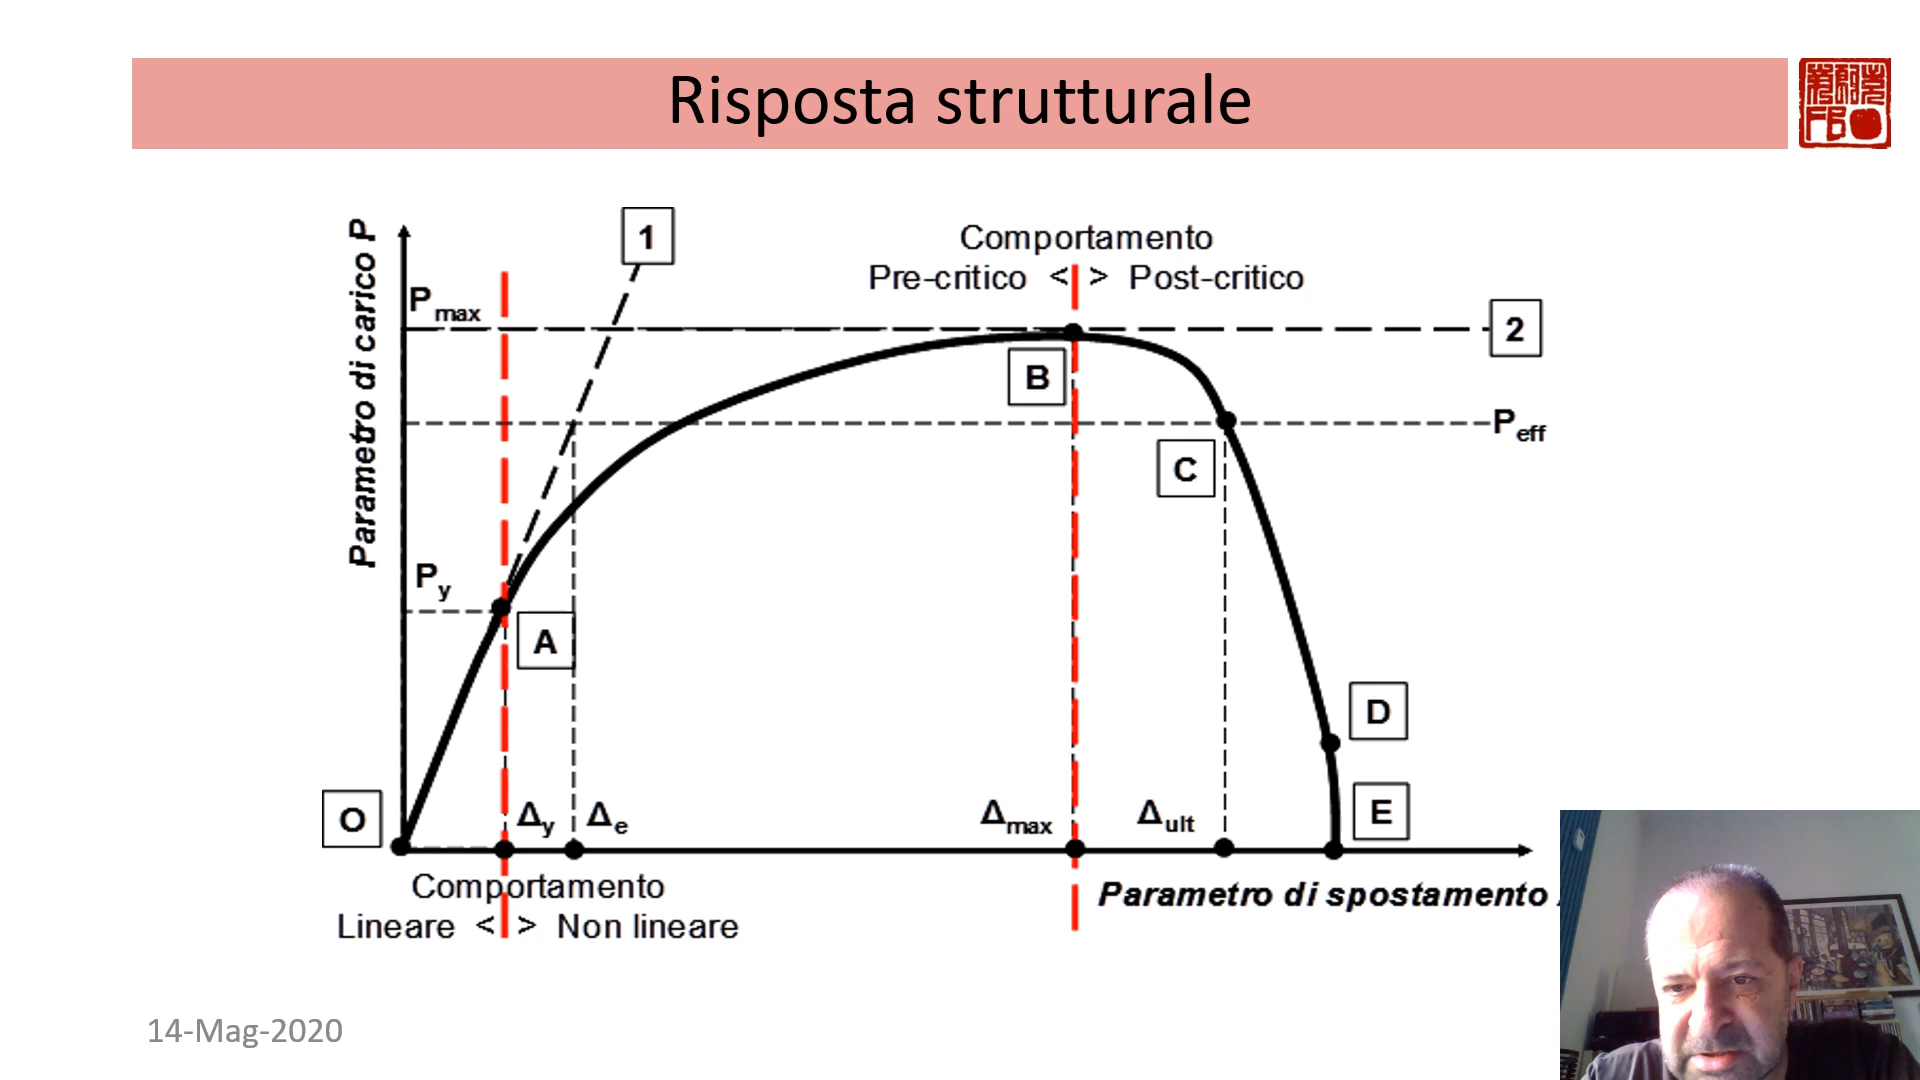 Risposta strutturale
1
Comportamento
Pre-critico < > Post-critico
Parametro di carico P
Pmax
2
B
Peff
C
Py
A
D
O
Δy
Δe
Δmax
Δult
E
Comportamento
Parametro di spostamento
Lineare < > Non lineare
14-Mag-2020